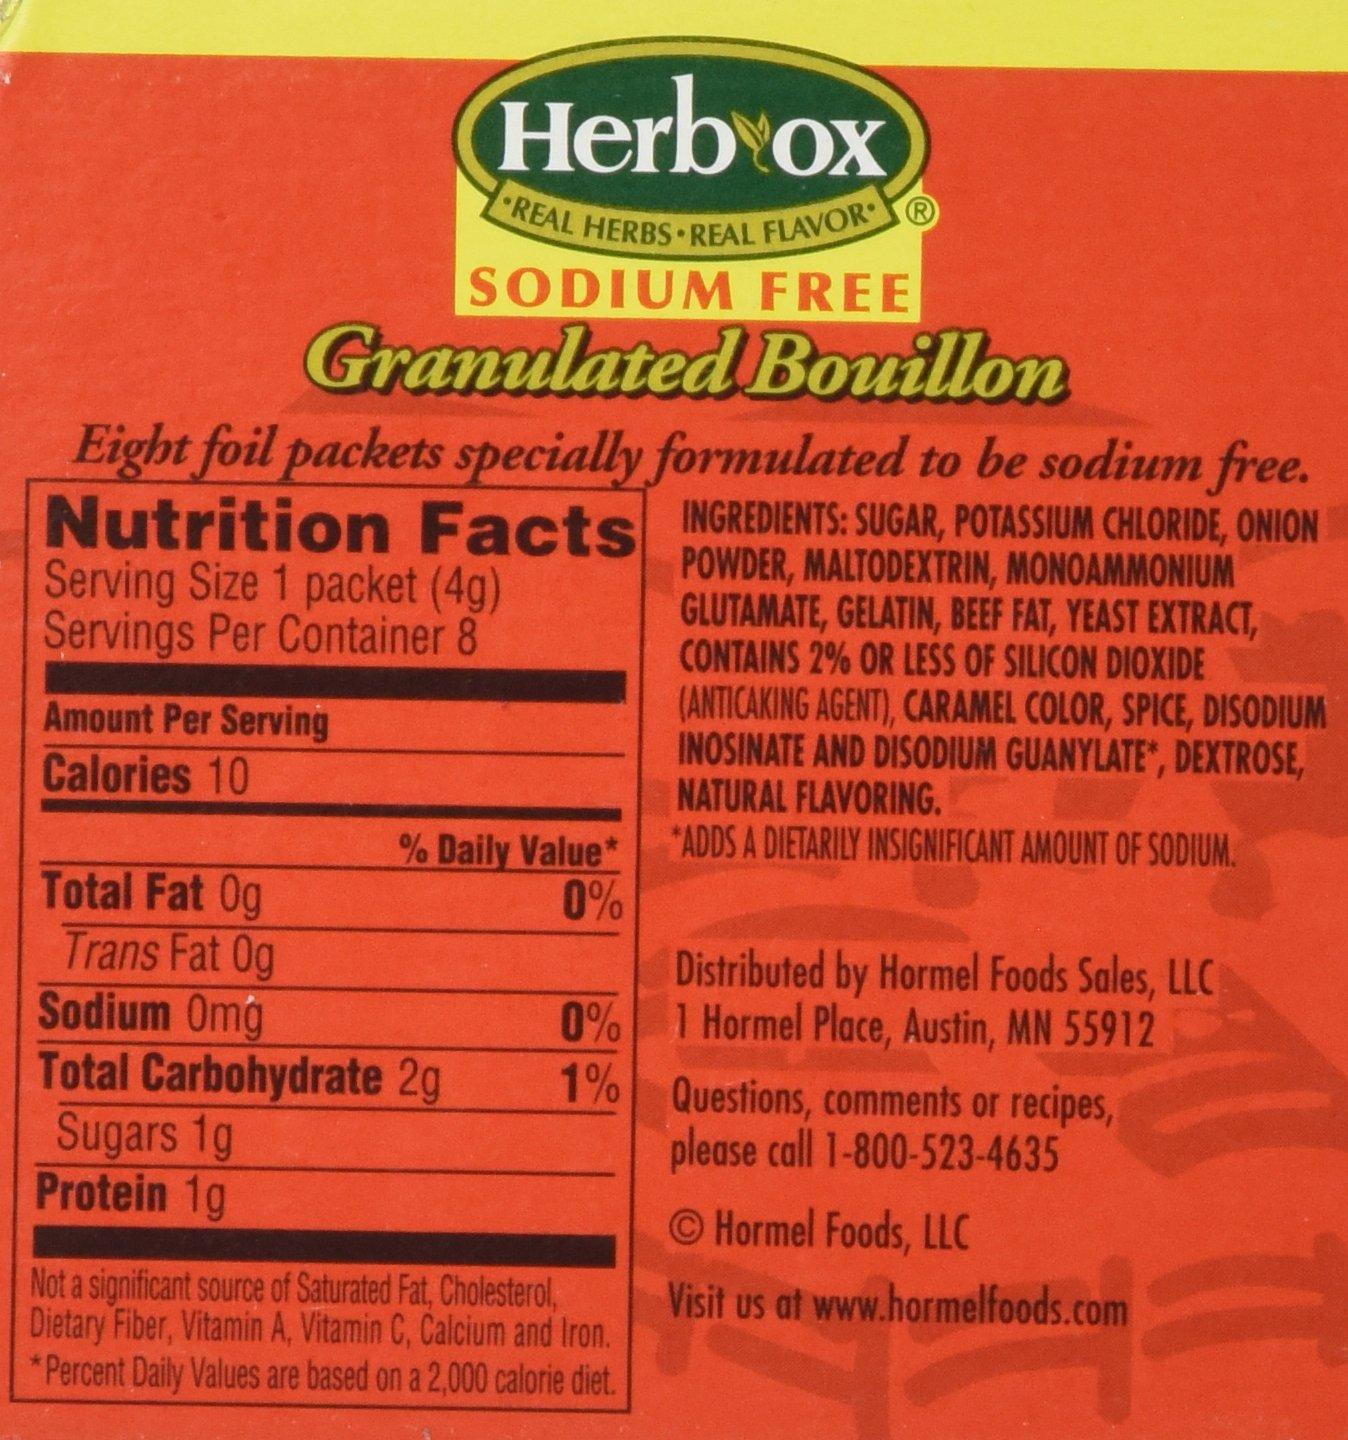 Herb ox
•REAL HERBS•REAL FLAVOR•
®
SODIUM FREE
Granulated Bouillon
Eight foil packets specially formulated to be sodium free.
Nutrition Facts
Serving Size 1 packet (4g)
Servings Per Container 8
Amount Per Serving
Calories 10
% Daily Value*
Total Fat 0g 0%
Trans Fat 0g
Sodium 0mg 0%
Total Carbohydrate 2g 1%
Sugars 1g
Protein 1g
Not a significant source of Saturated Fat, Cholesterol,
Dietary Fiber, Vitamin A, Vitamin C, Calcium and Iron.
*Percent Daily Values are based on a 2,000 calorie diet.
INGREDIENTS: SUGAR, POTASSIUM CHLORIDE, ONION
POWDER, MALTODEXTRIN, MONOAMMONIUM
GLUTAMATE, GELATIN, BEEF FAT, YEAST EXTRACT,
CONTAINS 2% OR LESS OF SILICON DIOXIDE
(ANTICAKING AGENT), CARAMEL COLOR, SPICE, DISODIUM
INOSINATE AND DISODIUM GUANYLATE*, DEXTROSE,
NATURAL FLAVORING.
*ADDS A DIETARILY INSIGNIFICANT AMOUNT OF SODIUM.
Distributed by Hormel Foods Sales, LLC
1 Hormel Place, Austin, MN 55912
Questions, comments or recipes,
please call 1-800-523-4635
© Hormel Foods, LLC
Visit us at www.hormelfoods.com